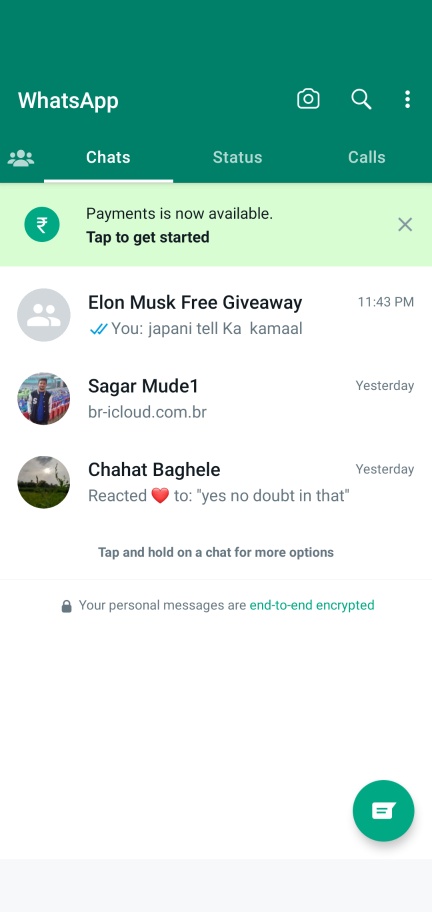 WhatsApp
Chats Status Calls
Payments is now available.
Tap to get started
Elon Musk Free Giveaway 11:43 PM
You: japani tell Ka kamaal
Sagar Mude1 Yesterday
br-icloud.com.br
Chahat Baghele Yesterday
Reacted ❤️ to: "yes no doubt in that"
Tap and hold on a chat for more options
Your personal messages are end-to-end encrypted